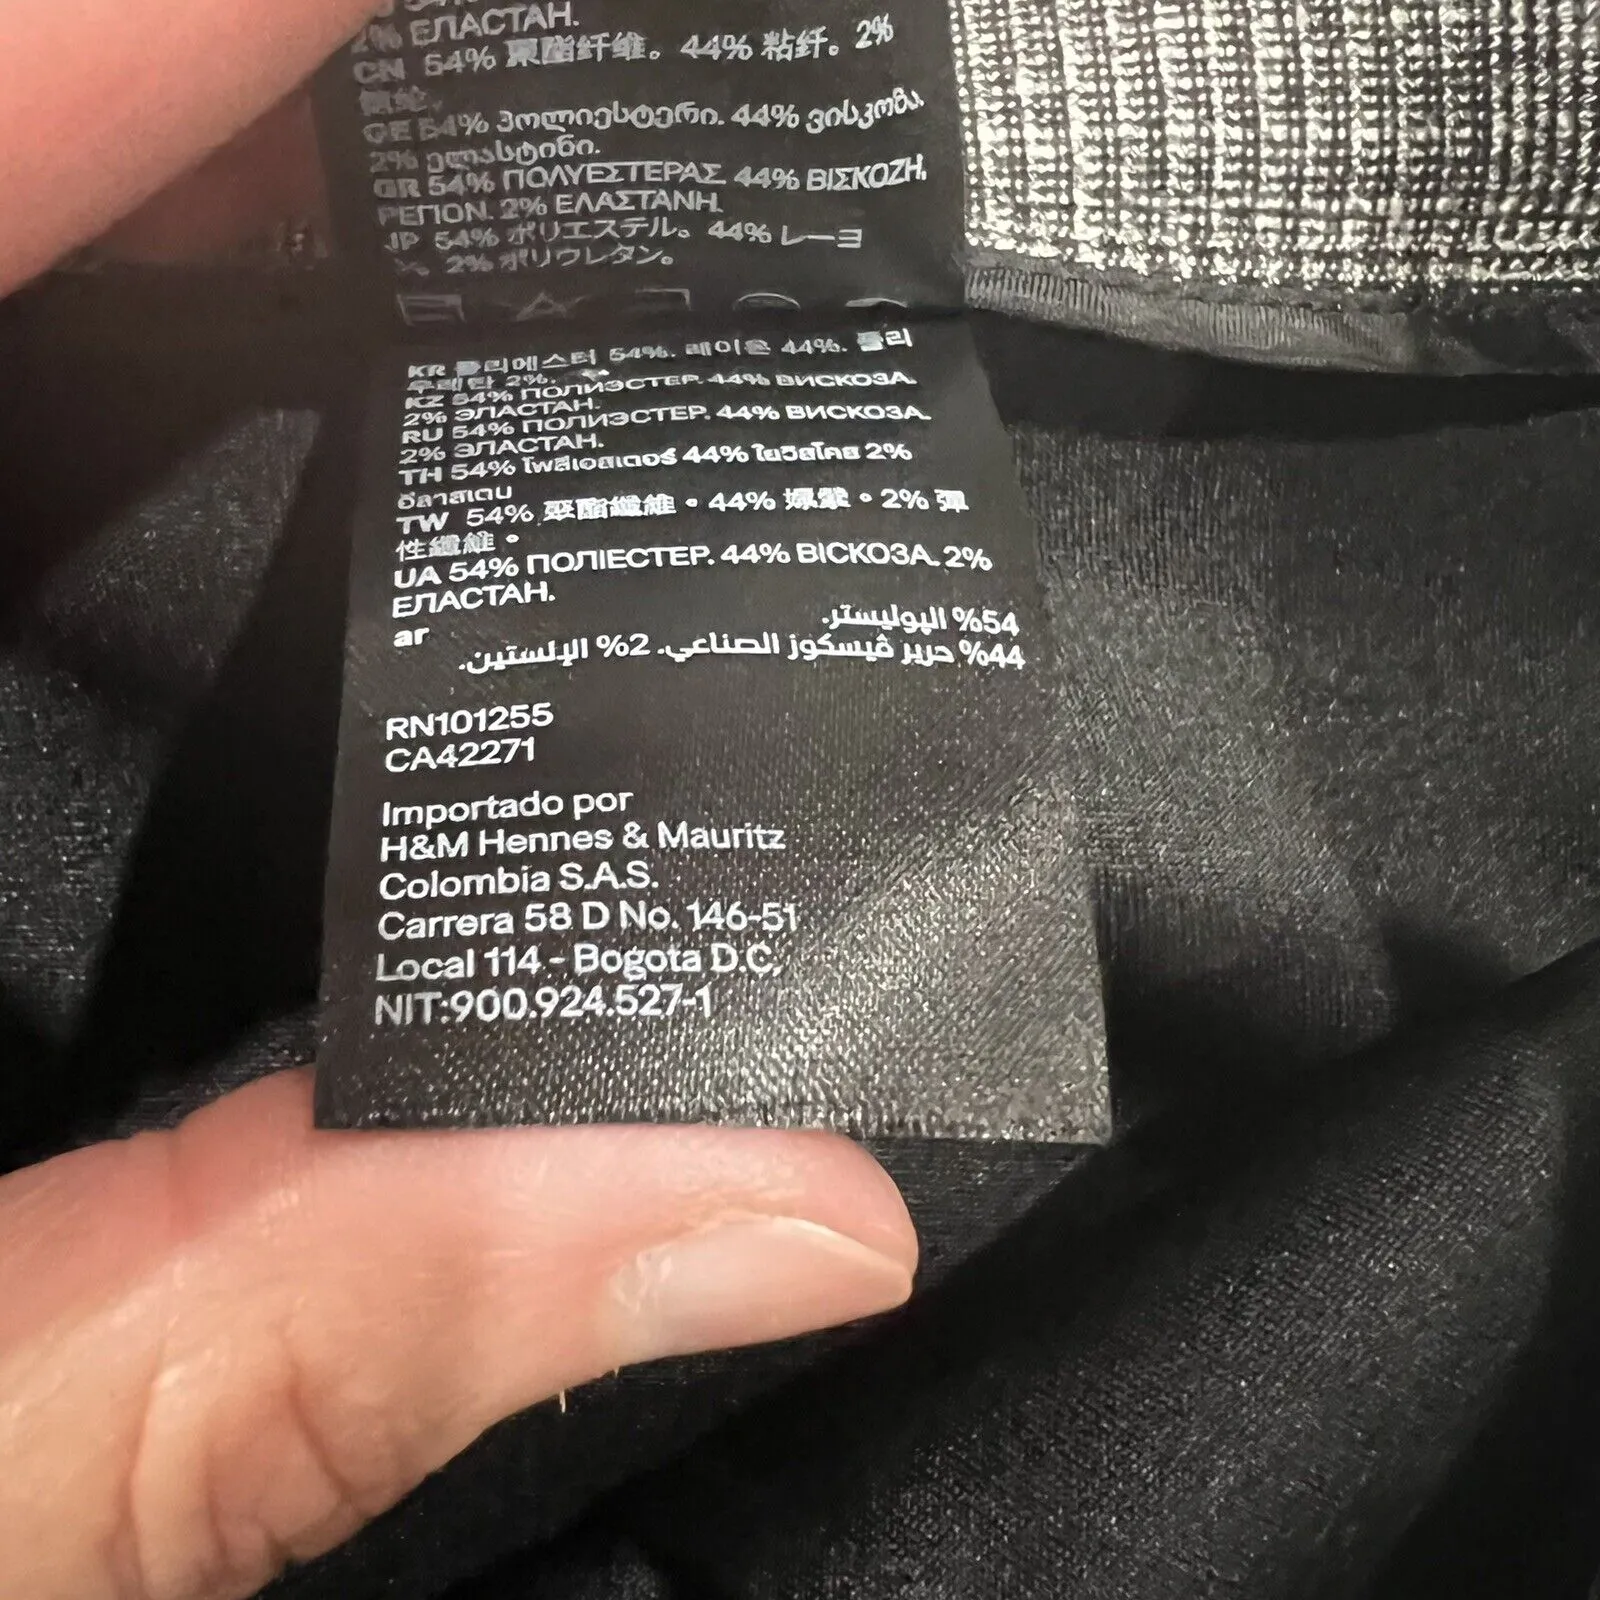 2% ЕЛАСТАН.
CN 54% 聚酯纤维。44% 粘纤。2%
氨纶。
GE 54% პოლიესტერი. 44% ვისკოზა.
2% ელასტინი.
GR 54% ΠΟΛΥΕΣΤΕΡΑΣ 44% ΒΙΣΚΟΖΗ.
ΡΕΓΙΟΝ. 2% ΕΛΑΣΤΑΝΗ.
JP 54% ポリエステル。44% レーヨ
ン。2% ポリウレタン。
KR 폴리에스터 54%. 레이온 44%. 폴리
우레탄 2%.
KZ 54% ПОЛИЭСТЕР. 44% ВИСКОЗА.
2% ЭЛАСТАН.
RU 54% ПОЛИЭСТЕР. 44% ВИСКОЗА.
2% ЭЛАСТАН.
TH 54% โพลีเอสเตอร์ 44% ใยวิสโคส 2%
อีลาสเตน
TW 54% 聚酯纖維。44% 嫘縈。2% 彈
性纖維。
UA 54% ПОЛІЕСТЕР. 44% ВІСКОЗА. 2%
ЕЛАСТАН.
ar
54% البوليستر.
44% حرير ڤيسكوز الصناعي. 2% الإلستين.
RN101255
CA42271
Importado por
H&M Hennes & Mauritz
Colombia S.A.S.
Carrera 58 D No. 146-51
Local 114 - Bogota D.C,
NIT:900.924.527-1